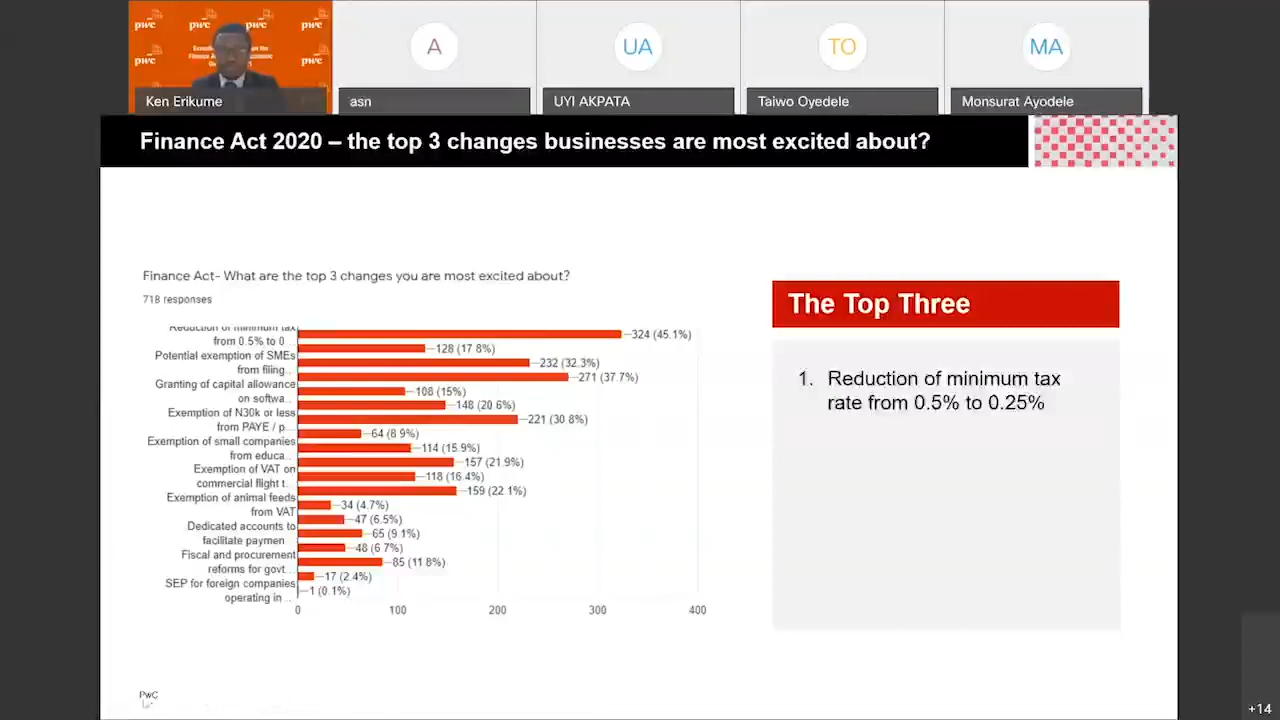 pwc pwc pwc pwc
pwc pwc
Ken Erikume
A
asn
UA
UYI AKPATA
TO
Taiwo Oyedele
MA
Monsurat Ayodele
Finance Act 2020 – the top 3 changes businesses are most excited about?
Finance Act- What are the top 3 changes you are most excited about?
718 responses
Reduction of minimum tax
from 0.5% to 0...
Potential exemption of SMEs
from filing...
Granting of capital allowance
on softwa...
Exemption of N30k or less
from PAYE / p...
Exemption of small companies
from educa...
Exemption of VAT on
commercial flight t...
Exemption of animal feeds
from VAT
Dedicated accounts to
facilitate paymen...
Fiscal and procurement
reforms for govt...
SEP for foreign companies
operating in...
324 (45.1%)
128 (17.8%)
232 (32.3%)
271 (37.7%)
108 (15%)
148 (20.6%)
221 (30.8%)
64 (8.9%)
114 (15.9%)
157 (21.9%)
118 (16.4%)
159 (22.1%)
34 (4.7%)
47 (6.5%)
65 (9.1%)
48 (6.7%)
85 (11.8%)
17 (2.4%)
1 (0.1%)
0 100 200 300 400
The Top Three
1. Reduction of minimum tax
rate from 0.5% to 0.25%
PwC
+14